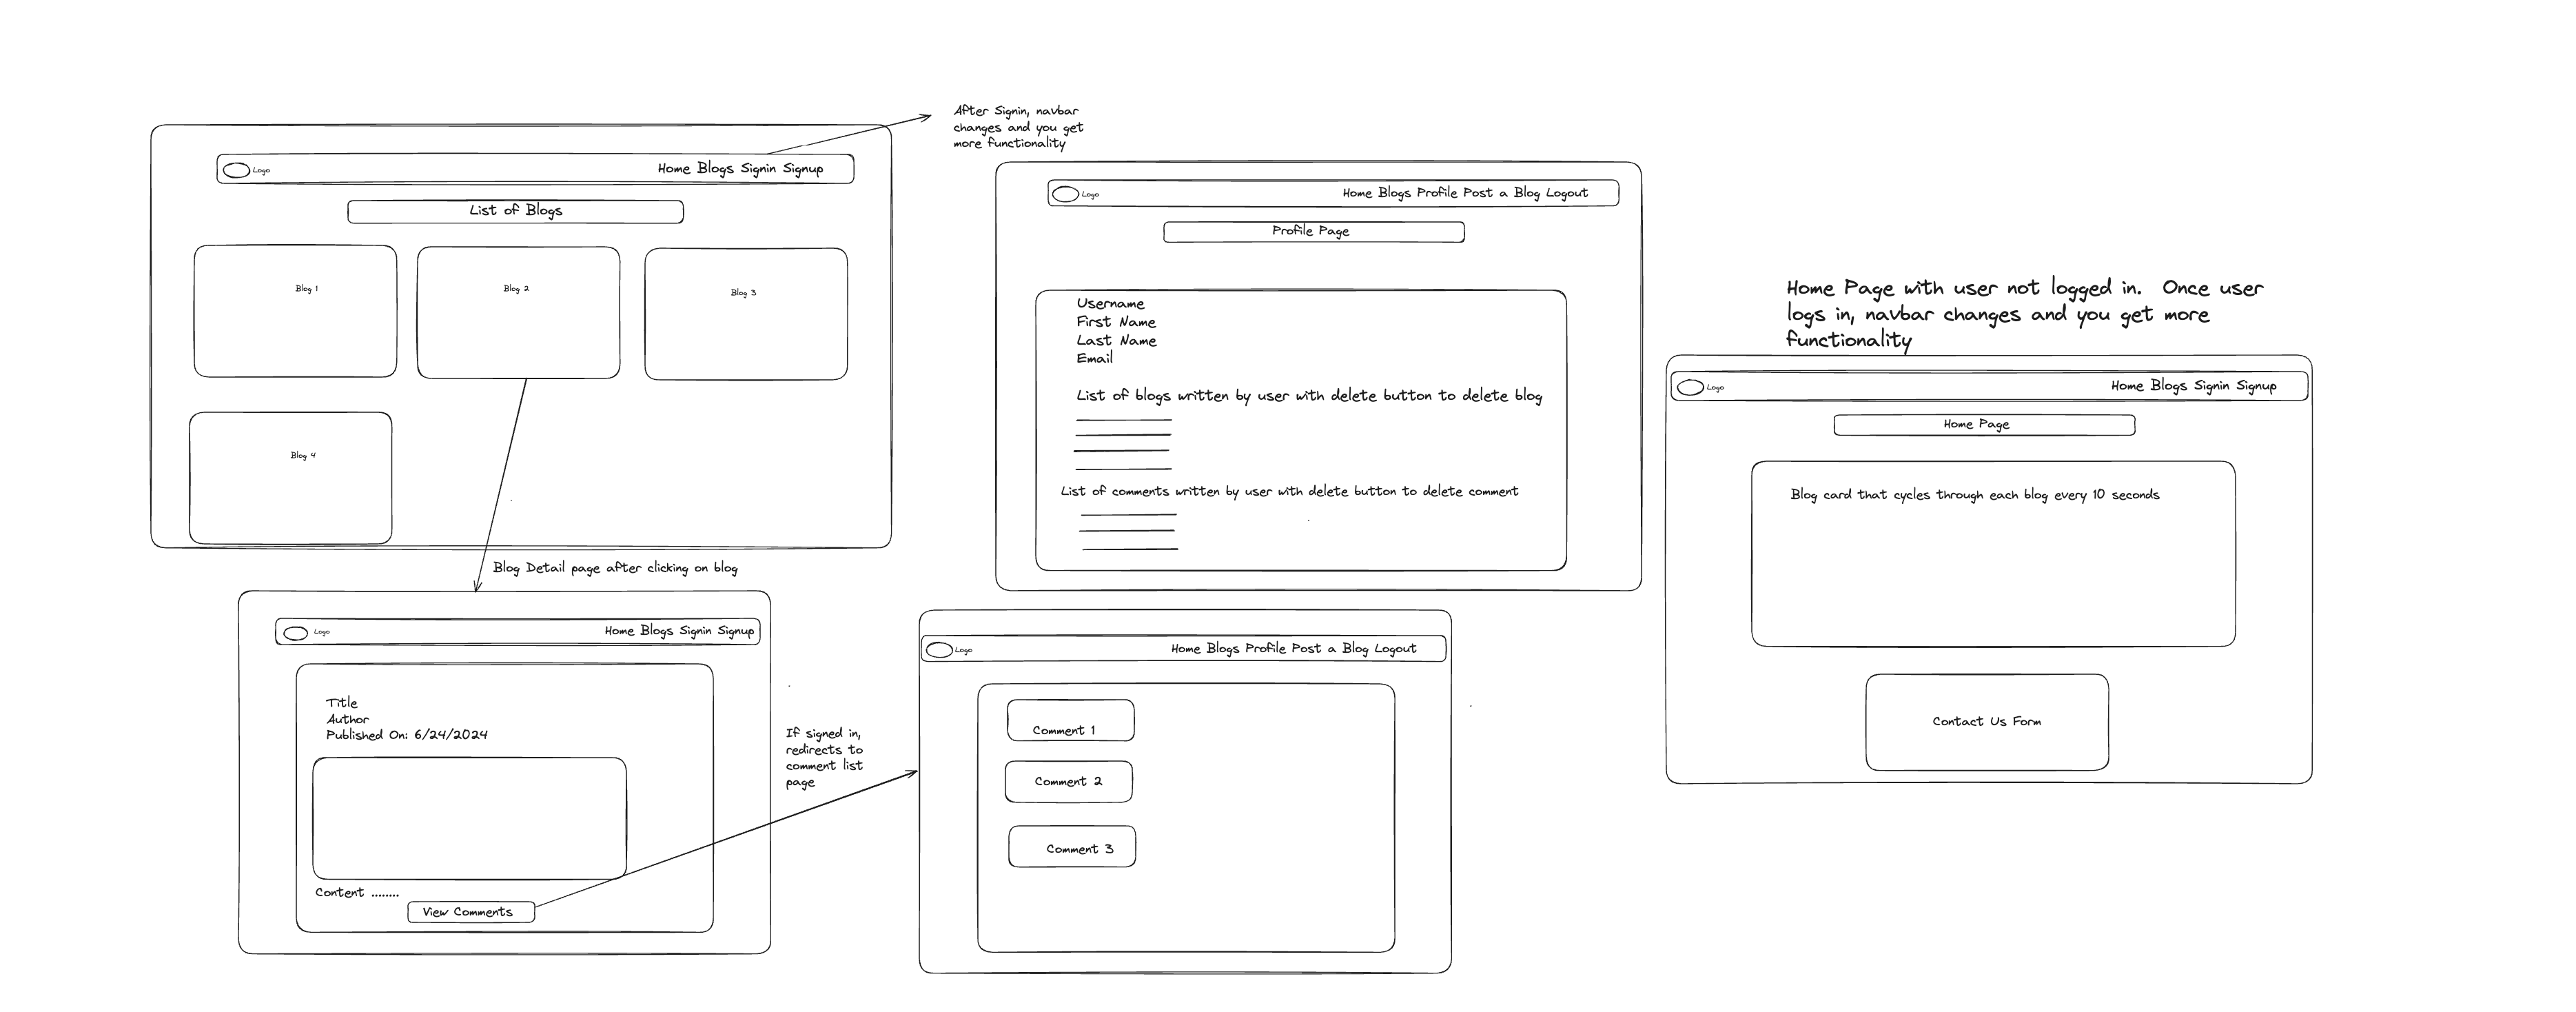 After Signin, navbar
changes and you get
more functionality
Logo
Home Blogs Signin Signup
List of Blogs
Blog 1
Blog 2
Blog 3
Blog 4
Logo
Home Blogs Profile Post a Blog Logout
Profile Page
Username
First Name
Last Name
Email
List of blogs written by user with delete button to delete blog
List of comments written by user with delete button to delete comment
Home Page with user not logged in. Once user
logs in, navbar changes and you get more
functionality
Logo
Home Blogs Signin Signup
Home Page
Blog card that cycles through each blog every 10 seconds
Contact Us Form
Blog Detail page after clicking on blog
Logo
Home Blogs Signin Signup
Title
Author
Published On: 6/24/2024
Content ........
View Comments
If signed in,
redirects to
comment list
page
Logo
Home Blogs Profile Post a Blog Logout
Comment 1
Comment 2
Comment 3